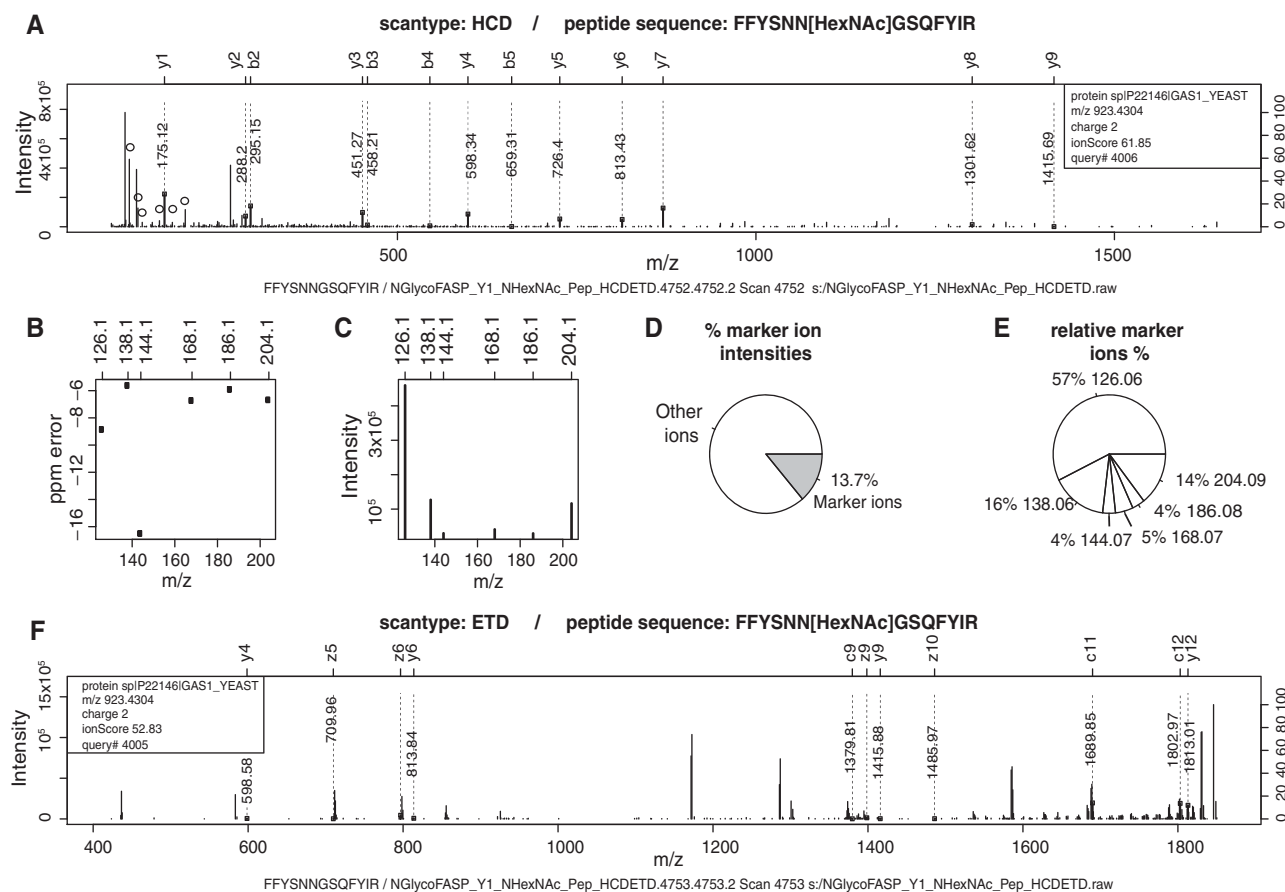 A
scantype: HCD / peptide sequence: FFYSNN[HexNAc]GSQFYIR
y1 y2 b2 y3 b3 b4 y4 b5 y5 y6 y7 y8 y9
Intensity
8x10⁵
4x10⁵
0
175.12 288.2 295.15 451.27 458.21 598.34 659.31 726.4 813.43 1301.62 1415.69
protein sp|P22146|GAS1_YEAST
m/z 923.4304
charge 2
ionScore 61.85
query# 4006
0 20 40 60 80 100
500 1000 1500
m/z
FFYSNNGSQFYIR / NGlycoFASP_Y1_NHexNAc_Pep_HCDETD.4752.4752.2 Scan 4752 s:/NGlycoFASP_Y1_NHexNAc_Pep_HCDETD.raw
B
126.1 138.1 144.1 168.1 186.1 204.1
ppm error
−6
−8
−12
−16
140 160 180 200
m/z
C
126.1 138.1 144.1 168.1 186.1 204.1
Intensity
3x10⁵
10⁵
140 160 180 200
m/z
D
% marker ion
intensities
Other
ions
13.7%
Marker ions
E
relative marker
ions %
57% 126.06
14% 204.09
16% 138.06
4% 186.08
4% 144.07
5% 168.07
F
scantype: ETD / peptide sequence: FFYSNN[HexNAc]GSQFYIR
y4 z5 z6 y6 c9 z9 y9 z10 c11 c12 y12
Intensity
15x10⁵
10⁵
0
protein sp|P22146|GAS1_YEAST
m/z 923.4304
charge 2
ionScore 52.83
query# 4005
598.58 709.96 813.84 1379.81 1415.88 1485.97 1689.85 1802.97 1813.01
0 20 40 60 80 100
400 600 800 1000 1200 1400 1600 1800
m/z
FFYSNNGSQFYIR / NGlycoFASP_Y1_NHexNAc_Pep_HCDETD.4753.4753.2 Scan 4753 s:/NGlycoFASP_Y1_NHexNAc_Pep_HCDETD.raw